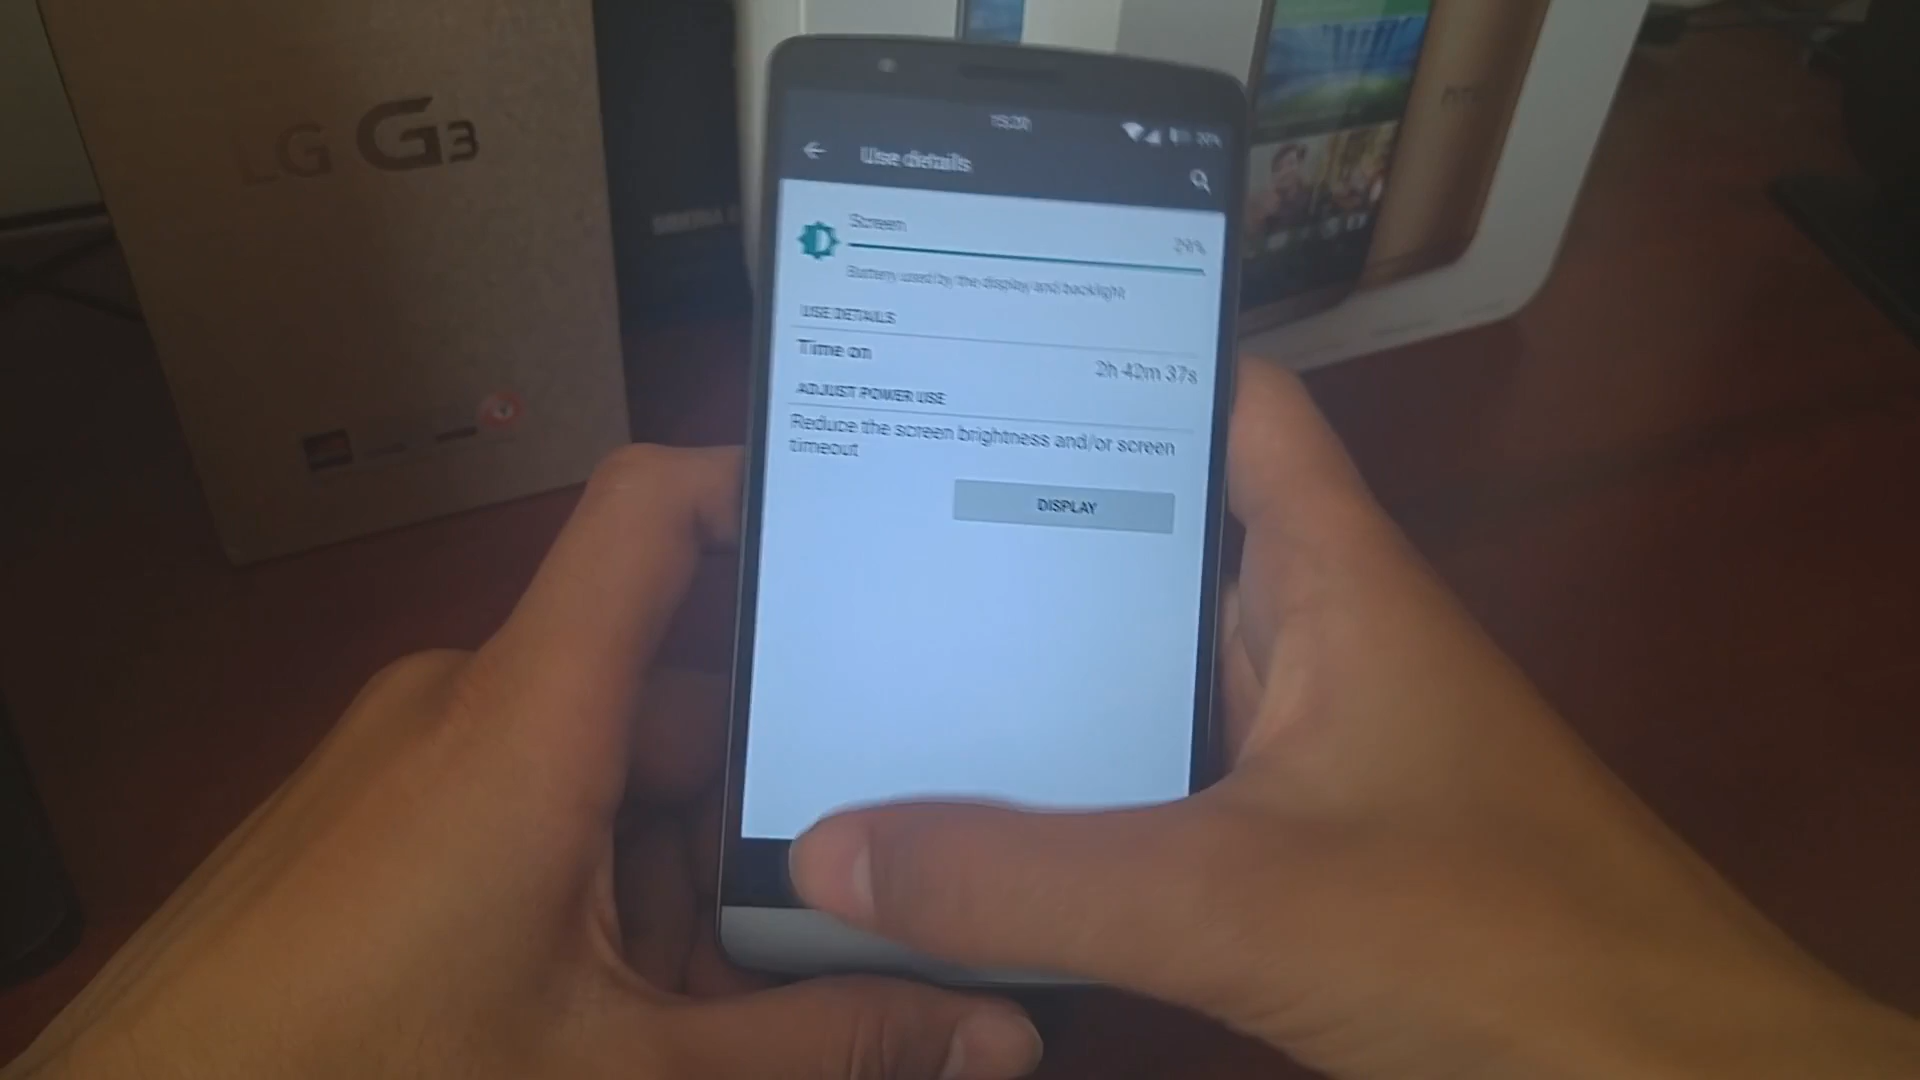 LG G3
Use details
Screen
29%
Battery used by the display and backlight
USE DETAILS
Time on
2h 42m 37s
ADJUST POWER USE
Reduce the screen brightness and/or screen
timeout
DISPLAY
hTC